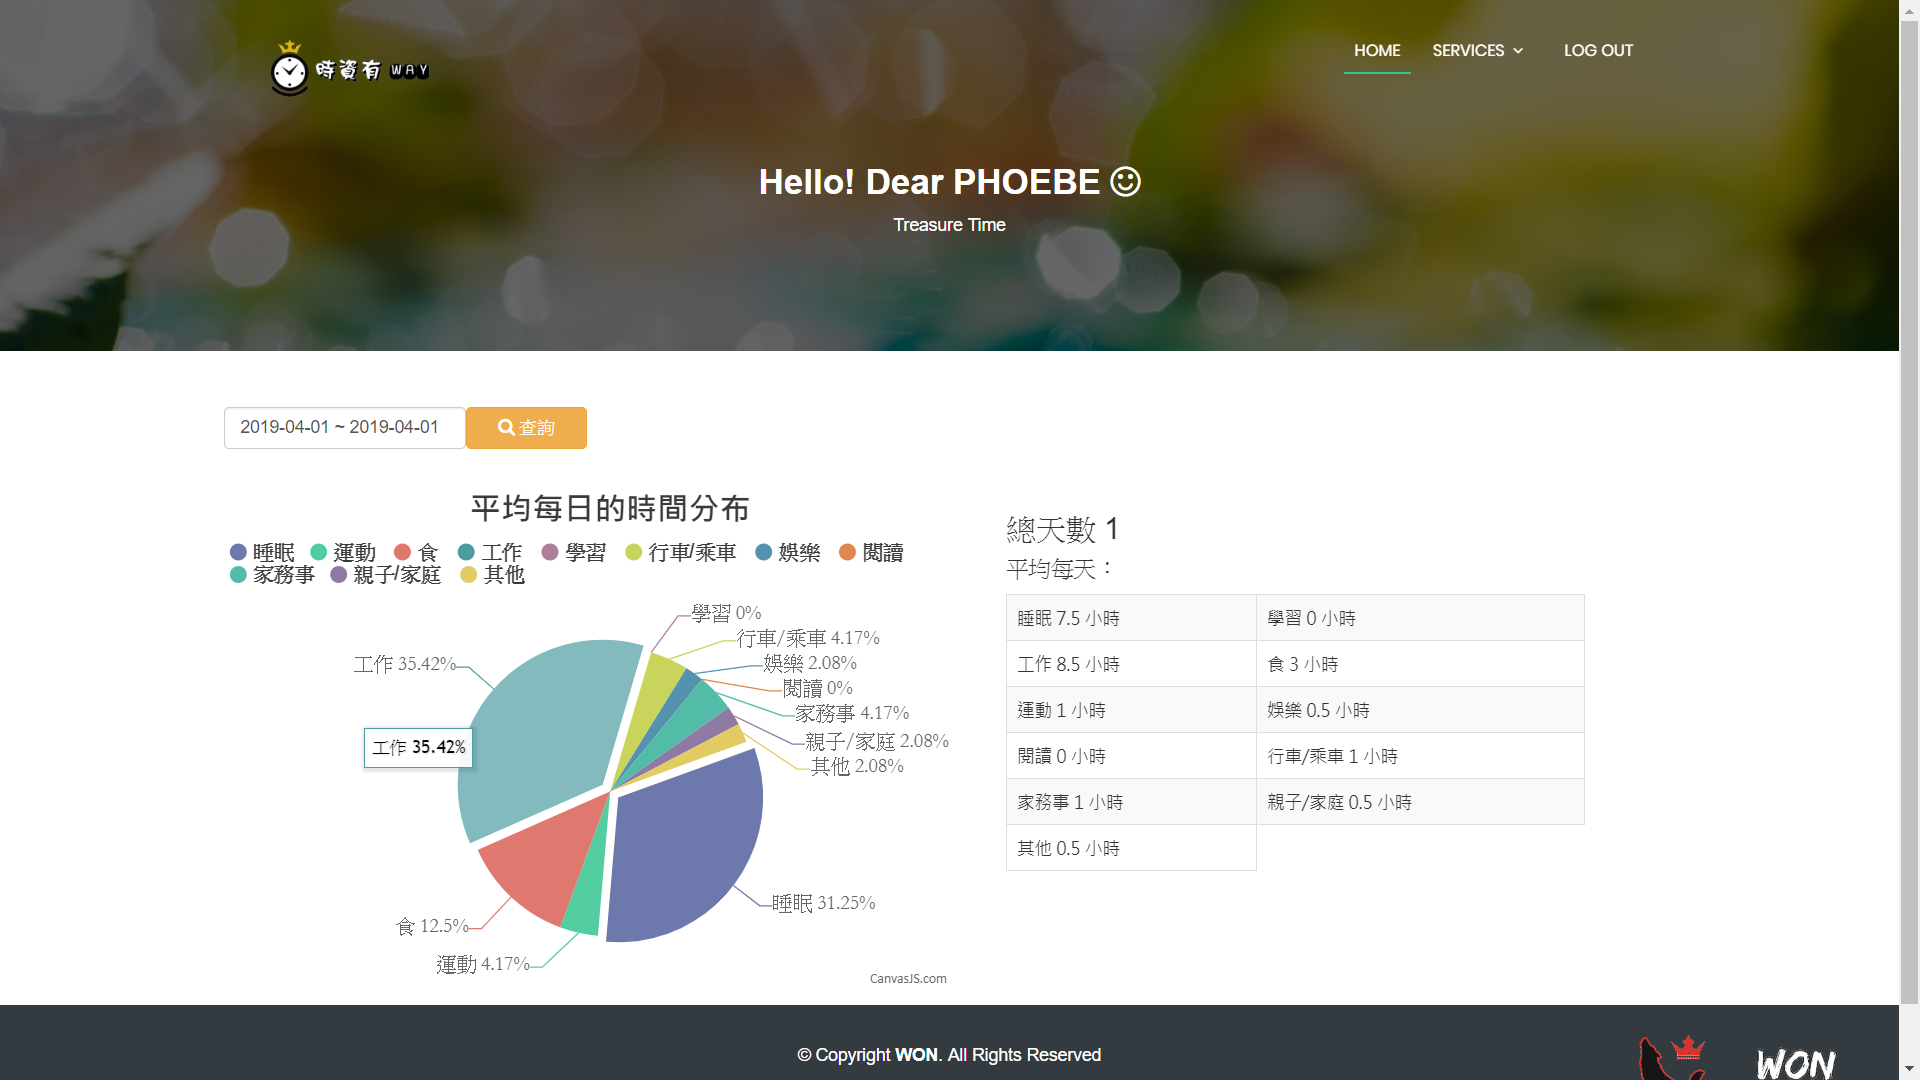 時資有 WAY
HOME SERVICES LOG OUT
Hello! Dear PHOEBE
Treasure Time
2019-04-01 ~ 2019-04-01 查詢
平均每日的時間分布
睡眠 運動 食 工作 學習 行車/乘車 娛樂 閱讀
家務事 親子/家庭 其他
學習 0%
行車/乘車 4.17%
工作 35.42%
娛樂 2.08%
閱讀 0%
家務事 4.17%
親子/家庭 2.08%
工作 35.42%
其他 2.08%
睡眠 31.25%
食 12.5%
運動 4.17%
CanvasJS.com
總天數 1
平均每天：
睡眠 7.5 小時 學習 0 小時
工作 8.5 小時 食 3 小時
運動 1 小時 娛樂 0.5 小時
閱讀 0 小時 行車/乘車 1 小時
家務事 1 小時 親子/家庭 0.5 小時
其他 0.5 小時
© Copyright WON. All Rights Reserved
WON